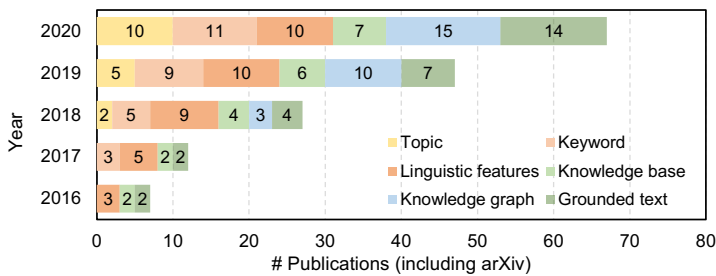 2020 10 11 10 7 15 14
2019 5 9 10 6 10 7
2018 2 5 9 4 3 4
2017 3 5 2 2
2016 3 2 2
Year
Topic Keyword
Linguistic features Knowledge base
Knowledge graph Grounded text
0 10 20 30 40 50 60 70 80
# Publications (including arXiv)